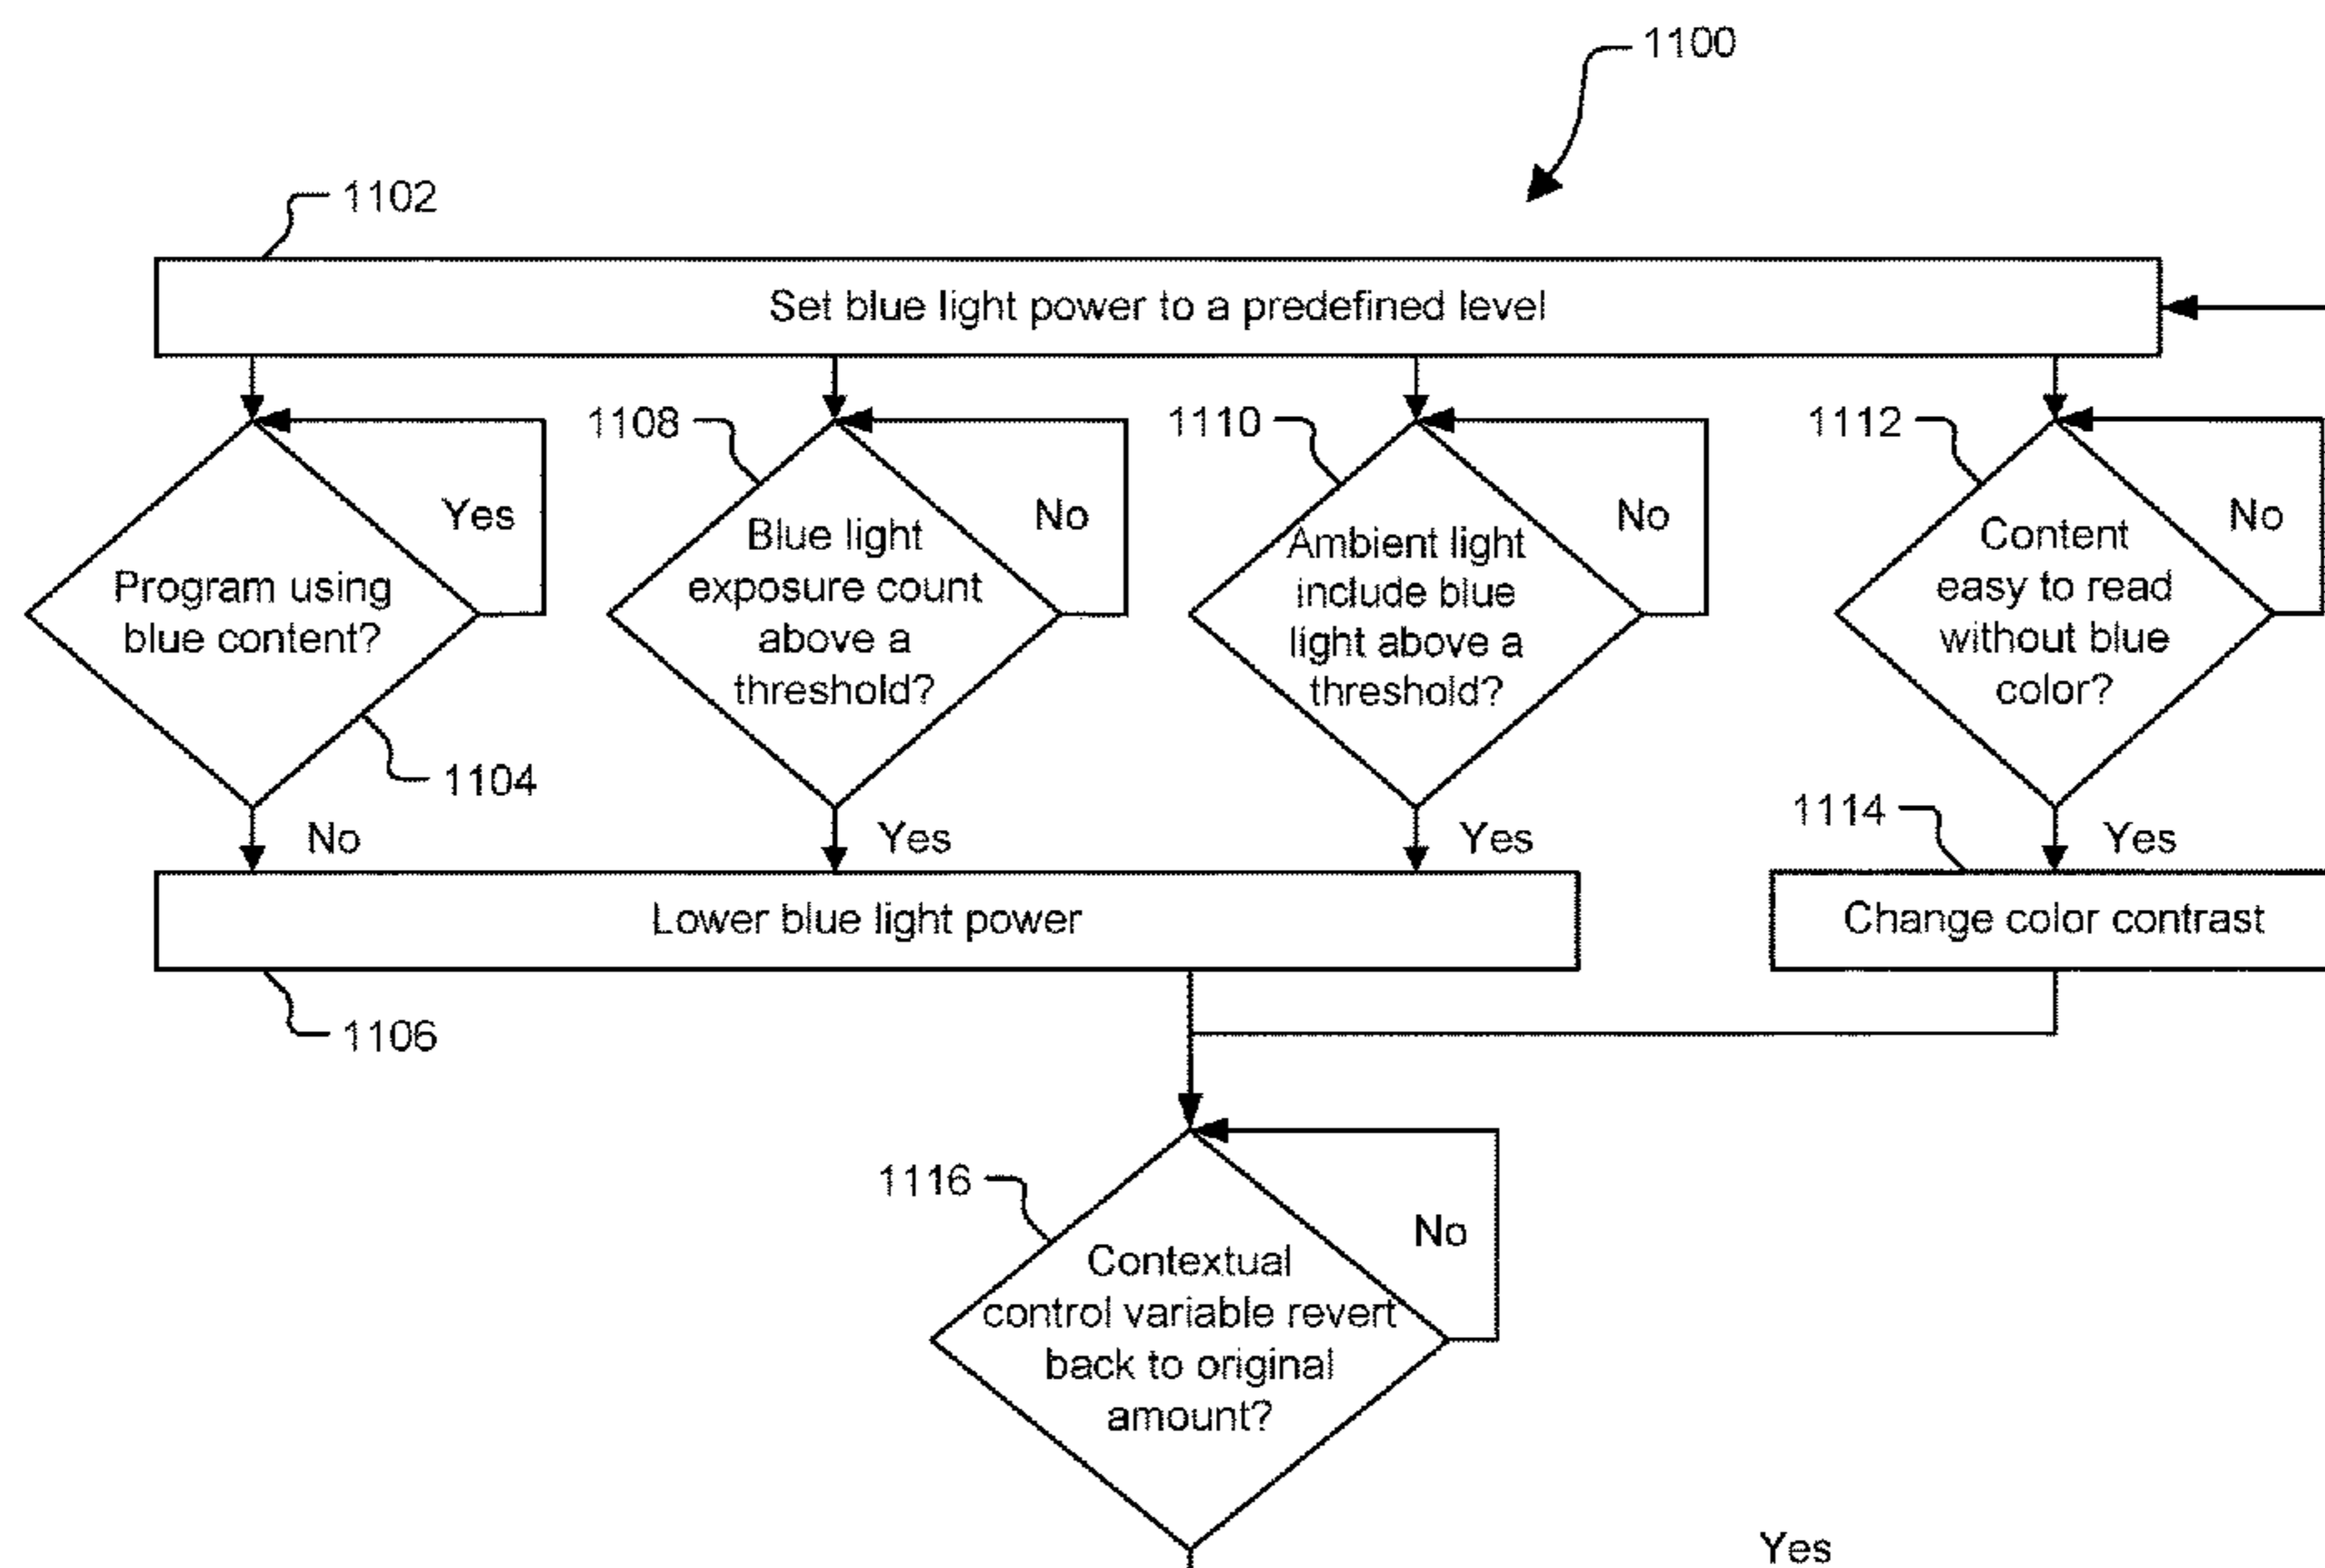 1100
1102
Set blue light power to a predefined level
1108
1110
1112
Yes
No
No
No
Program using
blue content?
Blue light
exposure count
above a
threshold?
Ambient light
include blue
light above a
threshold?
Content
easy to read
without blue
color?
1104
1114
No
Yes
Yes
Yes
Lower blue light power
Change color contrast
1106
1116
No
Contextual
control variable revert
back to original
amount?
Yes